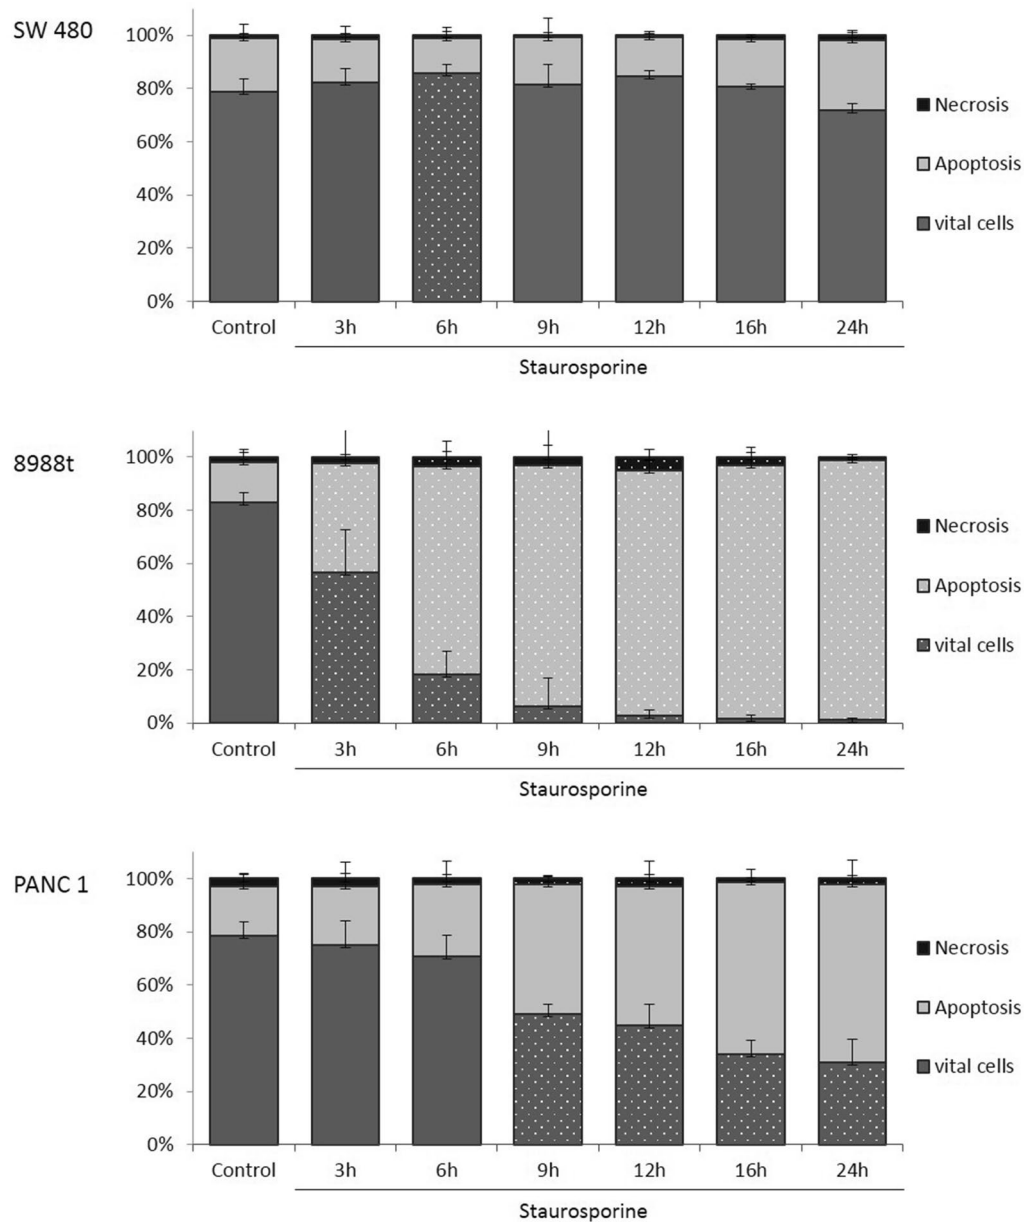 SW 480
100%
80%
60%
40%
20%
0%
Control 3h 6h 9h 12h 16h 24h
Staurosporine
Necrosis
Apoptosis
vital cells
8988t
100%
80%
60%
40%
20%
0%
Control 3h 6h 9h 12h 16h 24h
Staurosporine
Necrosis
Apoptosis
vital cells
PANC 1
100%
80%
60%
40%
20%
0%
Control 3h 6h 9h 12h 16h 24h
Staurosporine
Necrosis
Apoptosis
vital cells